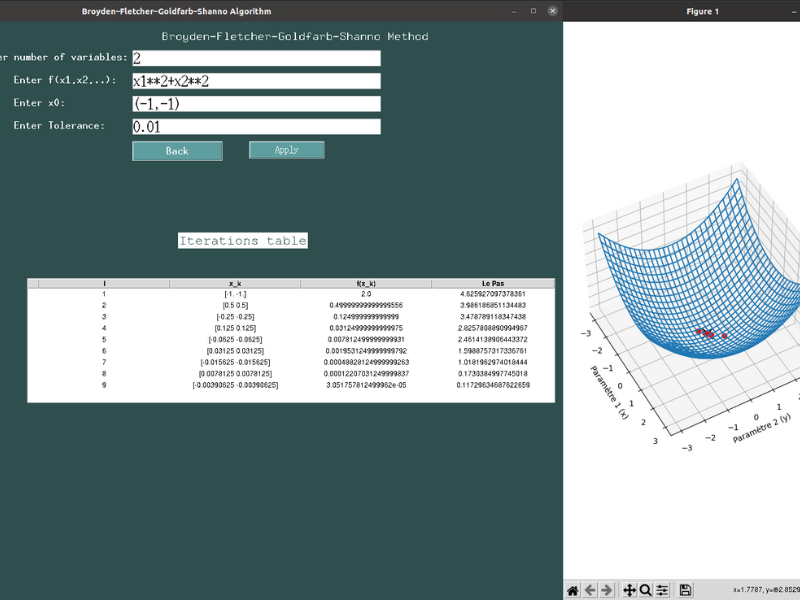 Broyden-Fletcher-Goldfarb-Shanno Algorithm
Broyden-Fletcher-Goldfarb-Shanno Method
er number of variables: 2
Enter f(x1,x2,..): x1**2+x2**2
Enter x0: (-1,-1)
Enter Tolerance: 0.01
Back Apply
Iterations table
I x_k f(x_k) Le Pas
1 [-1. -1.] 2.0 4.625927097378361
2 [0.5 0.5] 0.49999999999999556 3.986186851134483
3 [-0.25 -0.25] 0.124999999999999 3.478789118347438
4 [0.125 0.125] 0.03124999999999975 2.8257808890994967
5 [-0.0625 -0.0625] 0.007812499999999931 2.4614138906443372
6 [0.03125 0.03125] 0.0019531249999999792 1.5988757317336761
7 [-0.015625 -0.015625] 0.0004882812499999263 1.0181962974018444
8 [0.0078125 0.0078125] 0.00012207031249999837 0.1730384997745018
9 [-0.00390625 -0.00390625] 3.051757812499962e-05 0.11729634687622659
Figure 1
−3
−2
−1
0
1
2
3
Paramètre 1 (x)
−3
−2
−1
0
1
2
Paramètre 2 (y)
x=1.7787, y=